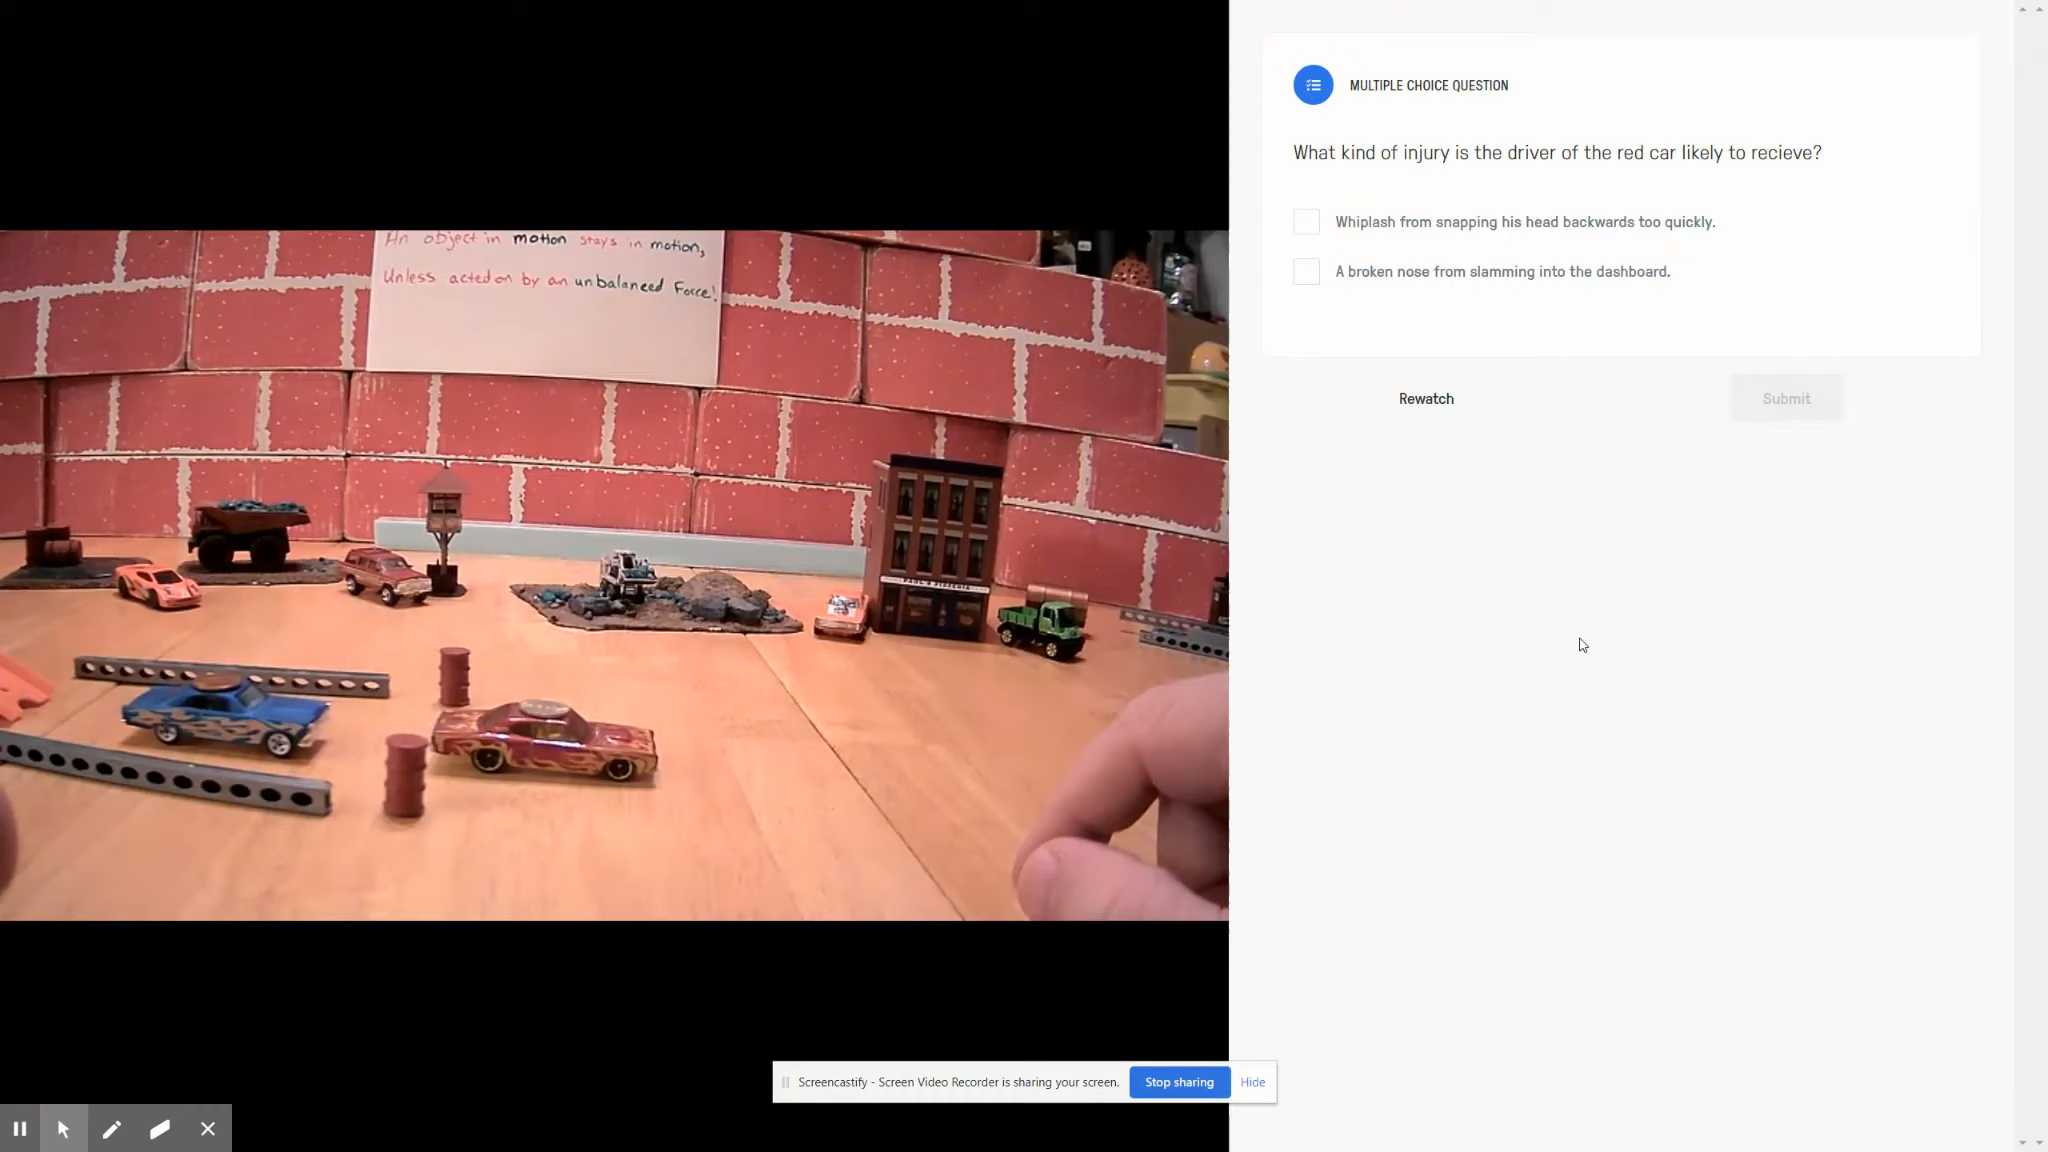 An object in motion stays in motion,
Unless acted on by an unbalanced Force!
PAUL'S PIZZERIA
MULTIPLE CHOICE QUESTION
What kind of injury is the driver of the red car likely to recieve?
Whiplash from snapping his head backwards too quickly.
A broken nose from slamming into the dashboard.
Rewatch
Submit
Screencastify - Screen Video Recorder is sharing your screen.
Stop sharing
Hide